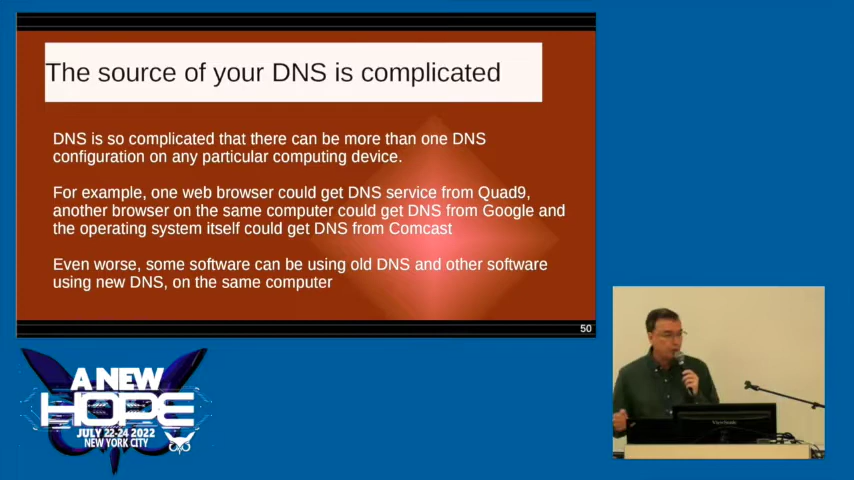 The source of your DNS is complicated
DNS is so complicated that there can be more than one DNS
configuration on any particular computing device.
For example, one web browser could get DNS service from Quad9,
another browser on the same computer could get DNS from Google and
the operating system itself could get DNS from Comcast
Even worse, some software can be using old DNS and other software
using new DNS, on the same computer
50
A NEW
HOPE
JULY 22-24 2022
NEW YORK CITY
ViewSonic